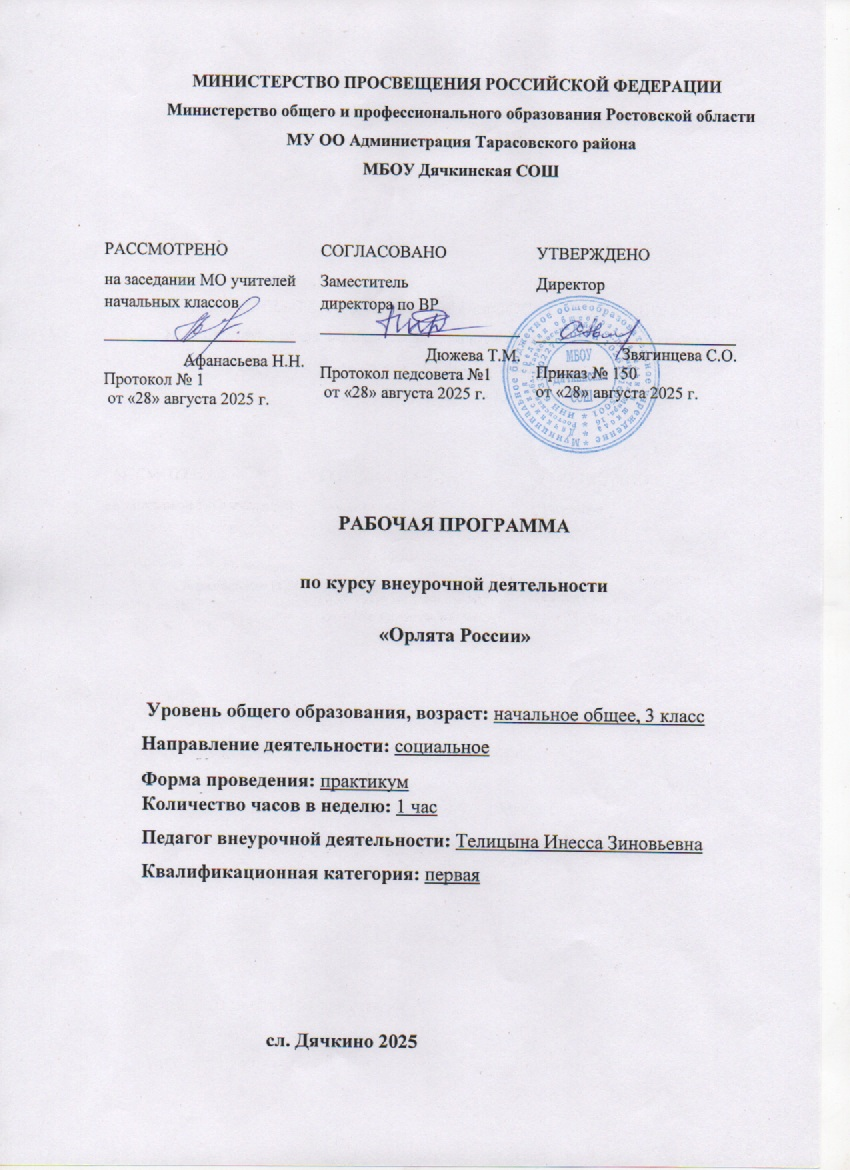 МИНИСТЕРСТВО ПРОСВЕЩЕНИЯ РОССИЙСКОЙ ФЕДЕРАЦИИ
Министерство общего и профессионального образования Ростовской области
МУ ОО Администрация Тарасовского района
МБОУ Дячкинская СОШ
РАССМОТРЕНО
на заседании МО учителей
начальных классов
Афанасьева Н.Н.
Протокол № 1
от «28» августа 2025 г.
СОГЛАСОВАНО
Заместитель
директора по ВР
Дюжева Т.М.
Протокол педсовета №1
от «28» августа 2025 г.
УТВЕРЖДЕНО
Директор
Звягинцева С.О.
Приказ № 150
от «28» августа 2025 г.
МБОУ
СОШ
РАБОЧАЯ ПРОГРАММА
по курсу внеурочной деятельности
«Орлята России»
Уровень общего образования, возраст: начальное общее, 3 класс
Направление деятельности: социальное
Форма проведения: практикум
Количество часов в неделю: 1 час
Педагог внеурочной деятельности: Телицына Инесса Зиновьевна
Квалификационная категория: первая
сл. Дячкино 2025